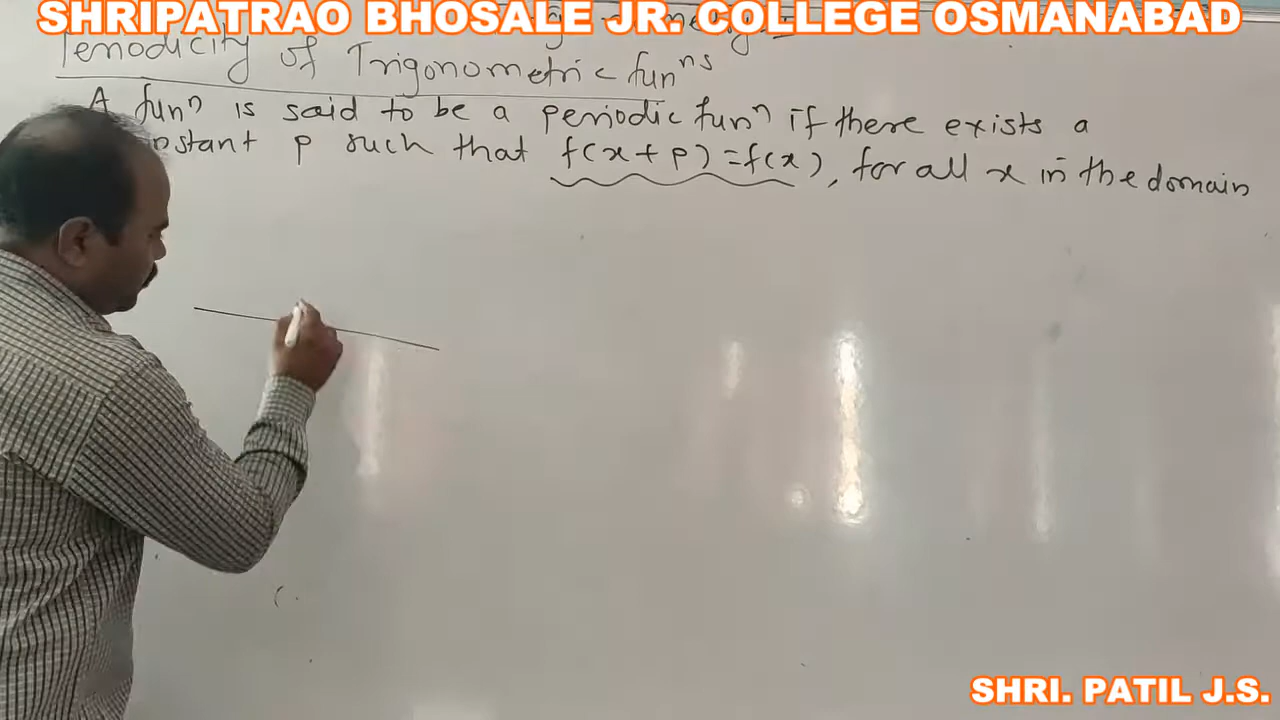 SHRIPATRAO BHOSALE JR. COLLEGE OSMANABAD
Periodicity of Trigonometric funⁿˢ
A funⁿ is said to be a periodic funⁿ if there exists a
nstant p such that f(x+p)=f(x), for all x in the domain
SHRI. PATIL J.S.